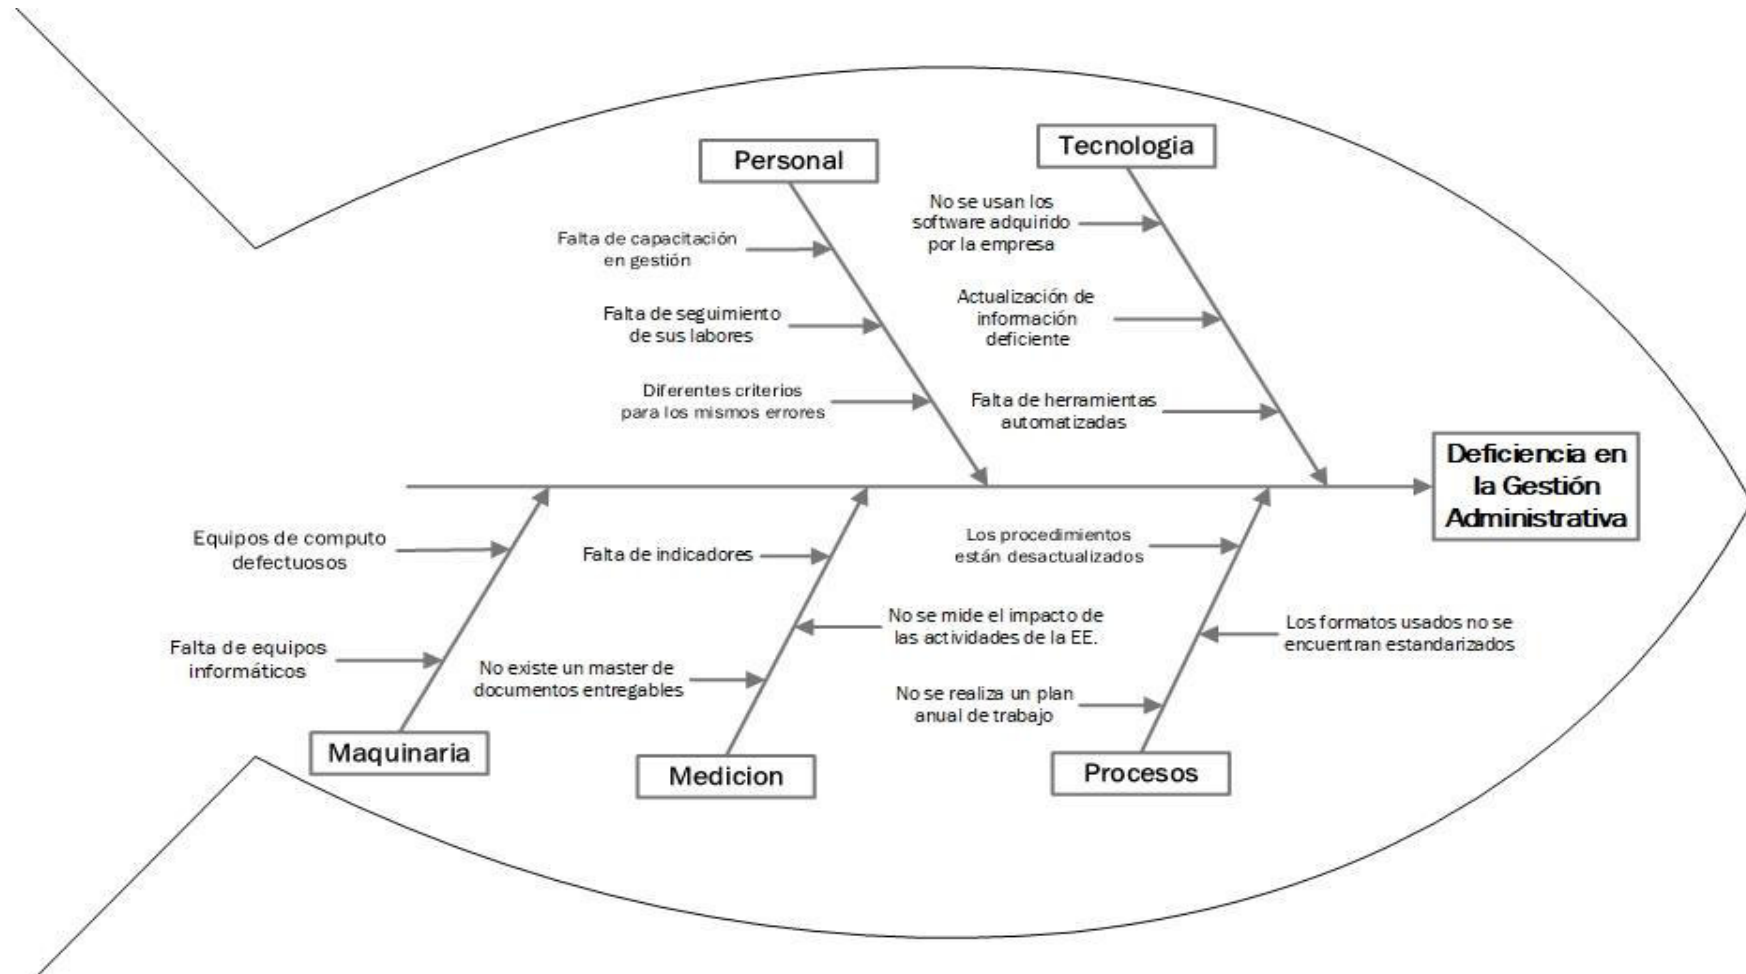 Personal
Tecnologia
Falta de capacitación
en gestión
Falta de seguimiento
de sus labores
Diferentes criterios
para los mismos errores
No se usan los
software adquirido
por la empresa
Actualización de
información
deficiente
Falta de herramientas
automatizadas
Deficiencia en
la Gestión
Administrativa
Equipos de computo
defectuosos
Falta de equipos
informáticos
Maquinaria
Falta de indicadores
No se mide el impacto de
las actividades de la EE.
No existe un master de
documentos entregables
Medicion
Los procedimientos
están desactualizados
Los formatos usados no se
encuentran estandarizados
No se realiza un plan
anual de trabajo
Procesos